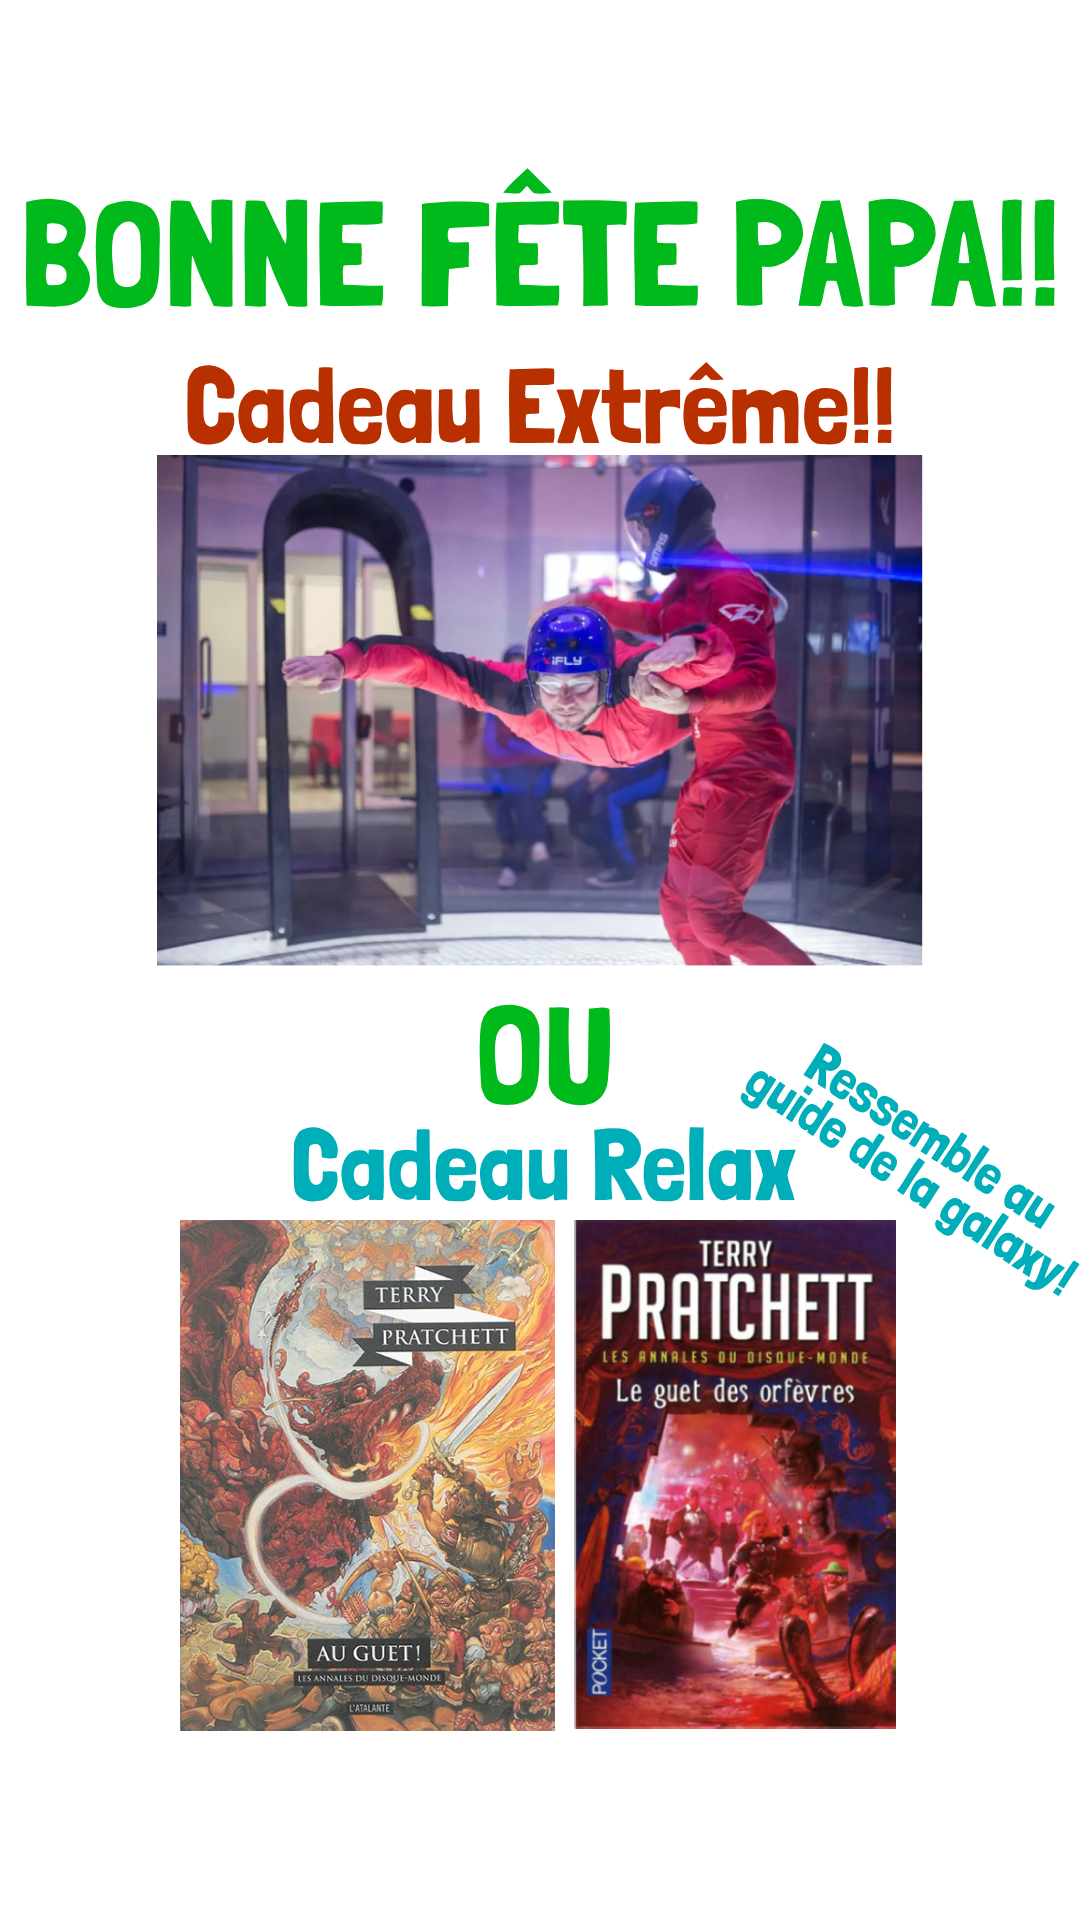 BONNE FÊTE PAPA!!
Cadeau Extrême!!
iFLY
OU
Cadeau Relax
Ressemble au
guide de la galaxy!
TERRY
PRATCHETT
AU GUET!
LES ANNALES DU DISQUE-MONDE
L'ATALANTE
TERRY
PRATCHETT
LES ANNALES DU DISQUE-MONDE
Le guet des orfèvres
POCKET